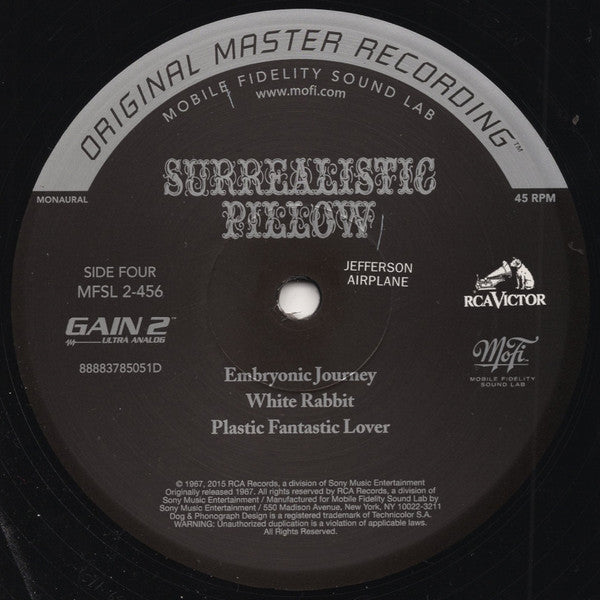 ORIGINAL MASTER RECORDING™
MOBILE FIDELITY SOUND LAB
www.mofi.com
SURREALISTIC
PILLOW
MONAURAL
45 RPM
SIDE FOUR
MFSL 2-456
JEFFERSON
AIRPLANE
RCAVICTOR
GAIN 2™
ULTRA ANALOG
88883785051D
MoFi
MOBILE FIDELITY
SOUND LAB
Embryonic Journey
White Rabbit
Plastic Fantastic Lover
© 1967, 2015 RCA Records, a division of Sony Music Entertainment
Originally released 1967. All rights reserved by RCA Records, a division of
Sony Music Entertainment / Manufactured for Mobile Fidelity Sound Lab by
Sony Music Entertainment / 550 Madison Avenue, New York, NY 10022-3211
Dog & Phonograph Design is a registered trademark of Technicolor S.A.
WARNING: Unauthorized duplication is a violation of applicable laws.
All Rights Reserved.